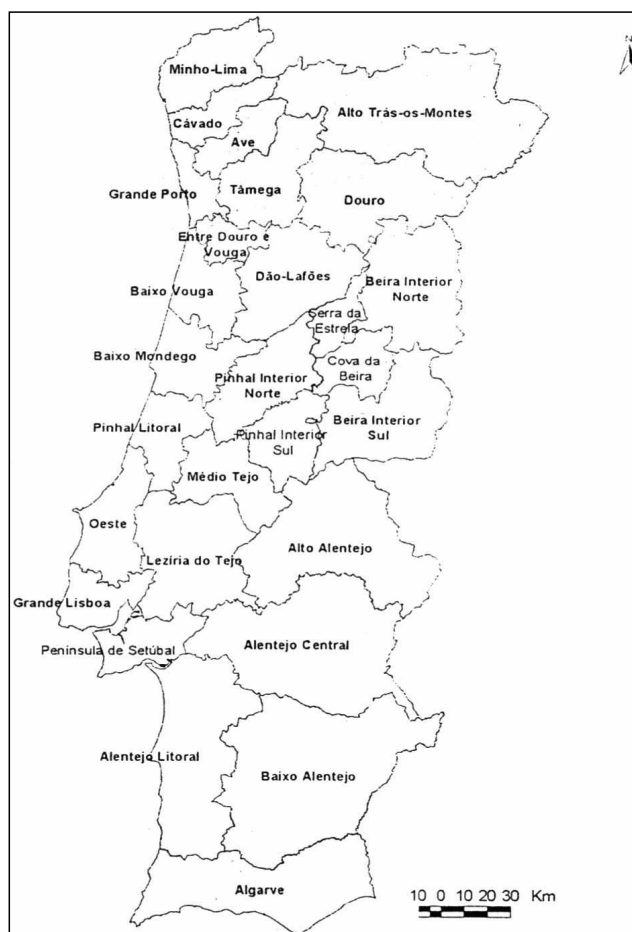 N
Minho-Lima
Alto Trás-os-Montes
Cávado
Ave
Grande Porto
Tâmega
Douro
Entre Douro e
Vouga
Dão-Lafões
Beira Interior
Norte
Baixo Vouga
Serra da
Estrela
Baixo Mondego
Cova da
Beira
Pinhal Interior
Norte
Pinhal Litoral
Pinhal Interior
Sul
Beira Interior
Sul
Médio Tejo
Oeste
Alto Alentejo
Lezíria do Tejo
Grande Lisboa
Península de Setúbal
Alentejo Central
Alentejo Litoral
Baixo Alentejo
Algarve
10 0 10 20 30 Km